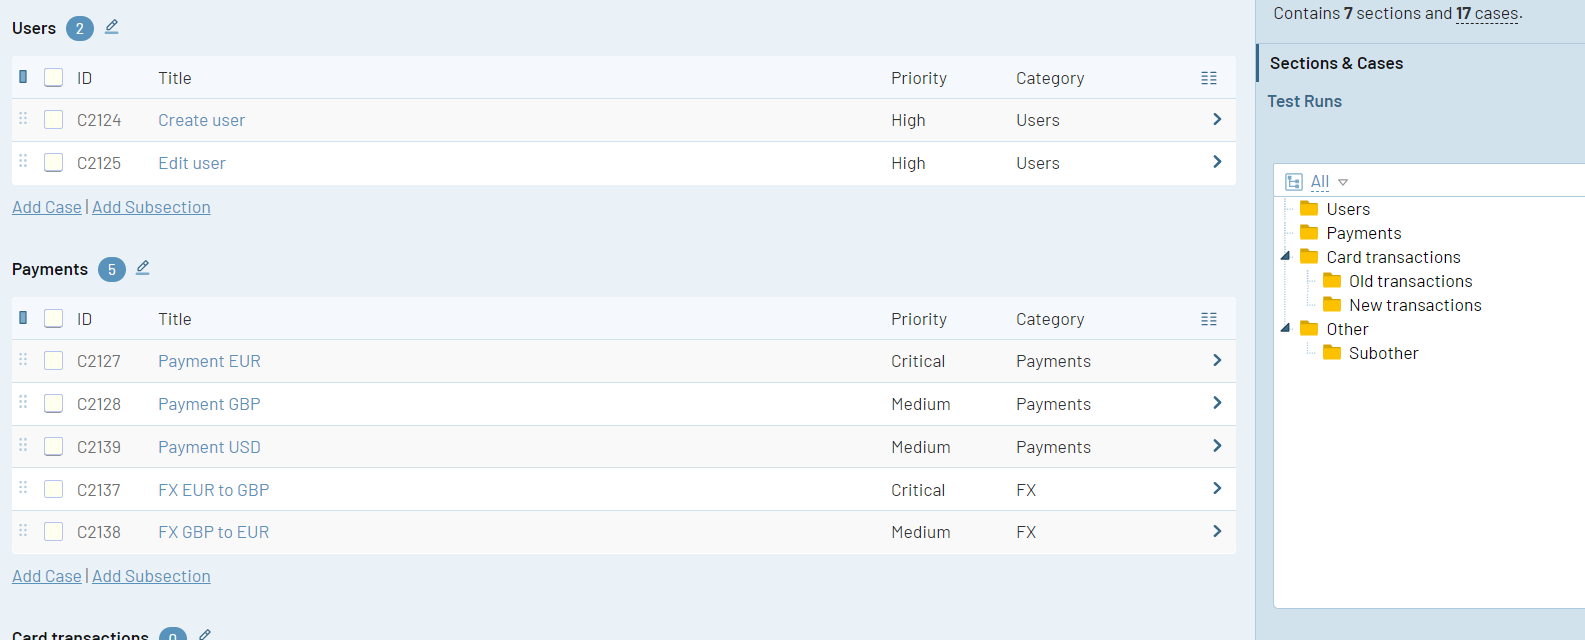 Users 2
ID Title Priority Category
C2124 Create user High Users
C2125 Edit user High Users
Add Case | Add Subsection
Payments 5
ID Title Priority Category
C2127 Payment EUR Critical Payments
C2128 Payment GBP Medium Payments
C2139 Payment USD Medium Payments
C2137 FX EUR to GBP Critical FX
C2138 FX GBP to EUR Medium FX
Add Case | Add Subsection
Card transactions 0
Contains 7 sections and 17 cases.
Sections & Cases
Test Runs
All
Users
Payments
Card transactions
Old transactions
New transactions
Other
Subother